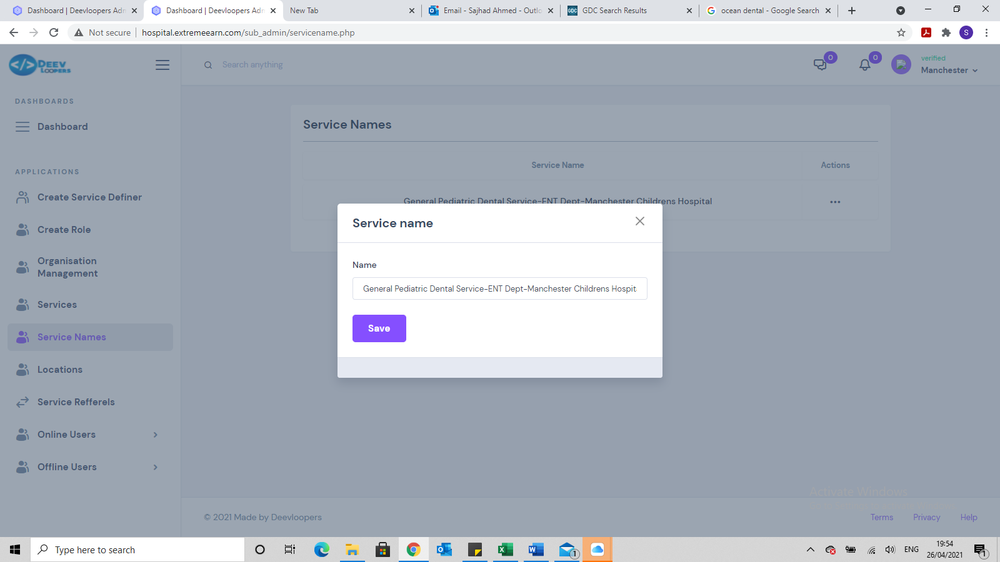 Dashboard | Deevloopers Adm
Dashboard | Deevloopers Adm
New Tab
Email - Sajhad Ahmed - Outlo
GDC
GDC Search Results
ocean dental - Google Search
Not secure
hospital.extremeearn.com/sub_admin/servicename.php
S
DEEV
LOOPERS
Search anything
0
0
verified
Manchester
DASHBOARDS
Dashboard
APPLICATIONS
Create Service Definer
Create Role
Organisation
Management
Services
Service Names
Locations
Service Refferels
Online Users
Offline Users
Service Names
Service Name
Actions
General Pediatric Dental Service-ENT Dept-Manchester Childrens Hospital
Service name
Name
General Pediatric Dental Service-ENT Dept-Manchester Childrens Hospit
Save
Activate Windows
© 2021 Made by Deevloopers
Terms
Privacy
Help
Type here to search
1
ENG
19:54
26/04/2021
1